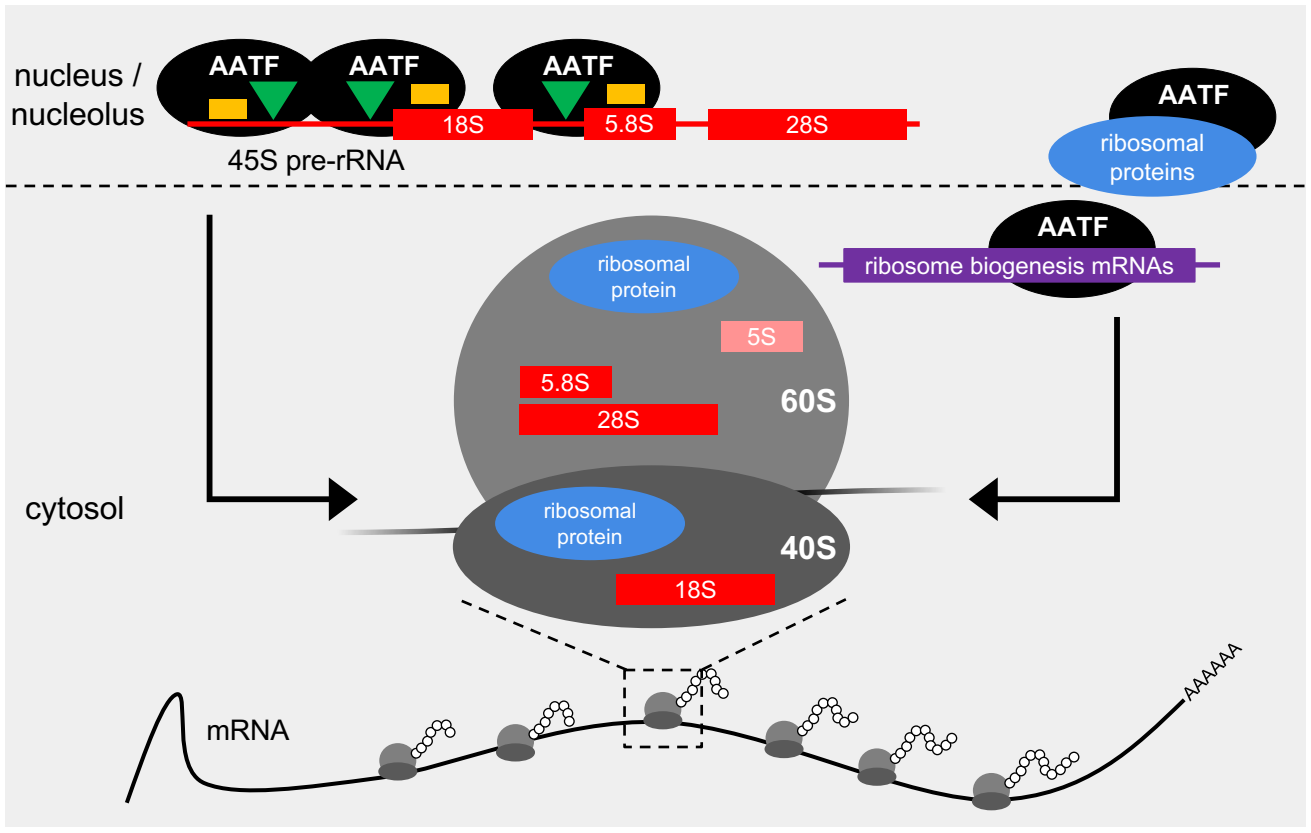 nucleus /
nucleolus
AATF
AATF
AATF
18S
5.8S
28S
45S pre-rRNA
AATF
ribosomal
proteins
AATF
ribosome biogenesis mRNAs
ribosomal
protein
5S
5.8S
28S
60S
cytosol
ribosomal
protein
40S
18S
mRNA
AAAAAA